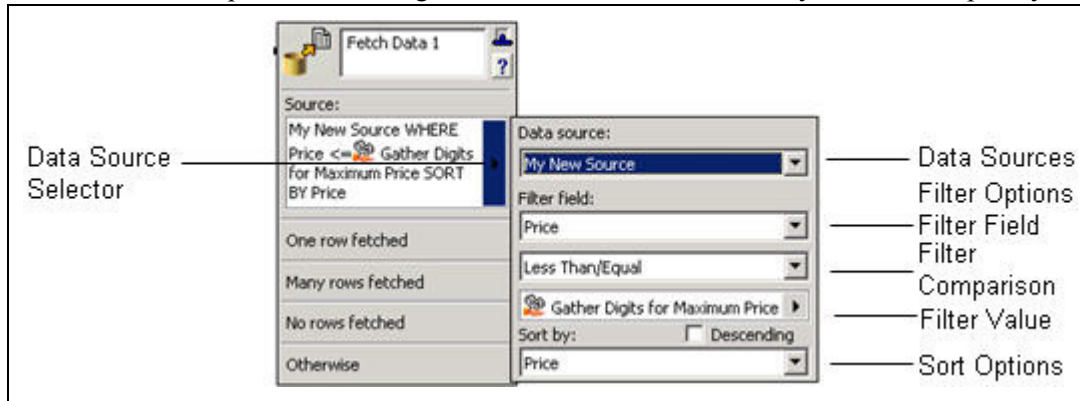 Fetch Data 1
?
Source:
My New Source WHERE
Price <= Gather Digits
for Maximum Price SORT
BY Price
One row fetched
Many rows fetched
No rows fetched
Otherwise
Data Source
Selector
Data source:
My New Source
Filter field:
Price
Less Than/Equal
Gather Digits for Maximum Price
Sort by:
Descending
Price
Data Sources
Filter Options
Filter Field
Filter
Comparison
Filter Value
Sort Options